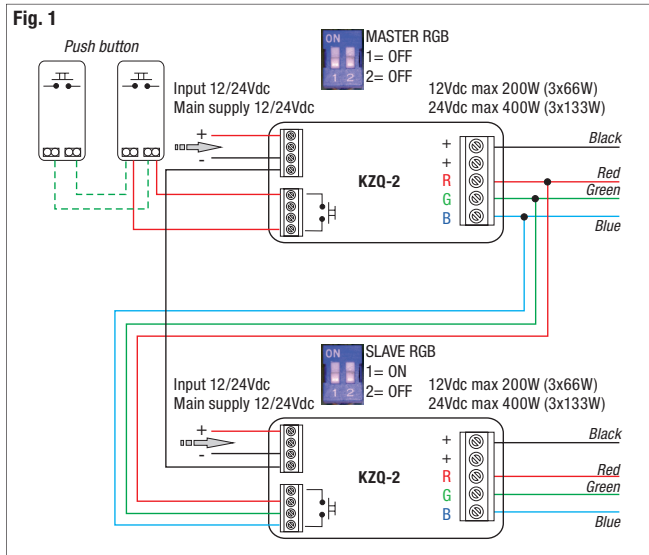 Fig. 1
Push button
ON
1 2
MASTER RGB
1= OFF
2= OFF
Input 12/24Vdc
Main supply 12/24Vdc
12Vdc max 200W (3x66W)
24Vdc max 400W (3x133W)
+
-
KZQ-2
+
+
R
G
B
Black
Red
Green
Blue
ON
1 2
SLAVE RGB
1= ON
2= OFF
Input 12/24Vdc
Main supply 12/24Vdc
12Vdc max 200W (3x66W)
24Vdc max 400W (3x133W)
+
-
KZQ-2
+
+
R
G
B
Black
Red
Green
Blue